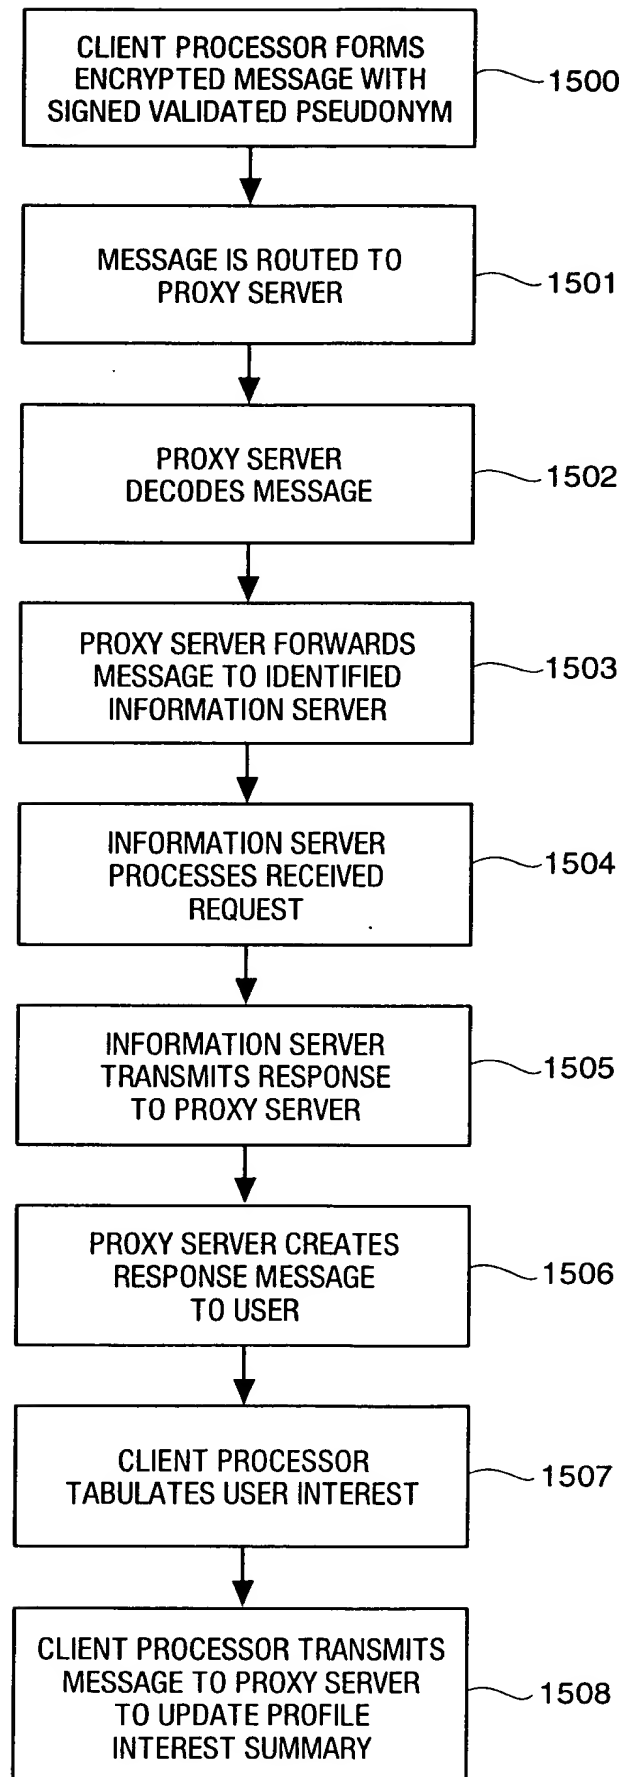 CLIENT PROCESSOR FORMS
ENCRYPTED MESSAGE WITH
SIGNED VALIDATED PSEUDONYM
1500
MESSAGE IS ROUTED TO
PROXY SERVER
1501
PROXY SERVER
DECODES MESSAGE
1502
PROXY SERVER FORWARDS
MESSAGE TO IDENTIFIED
INFORMATION SERVER
1503
INFORMATION SERVER
PROCESSES RECEIVED
REQUEST
1504
INFORMATION SERVER
TRANSMITS RESPONSE
TO PROXY SERVER
1505
PROXY SERVER CREATES
RESPONSE MESSAGE
TO USER
1506
CLIENT PROCESSOR
TABULATES USER INTEREST
1507
CLIENT PROCESSOR TRANSMITS
MESSAGE TO PROXY SERVER
TO UPDATE PROFILE
INTEREST SUMMARY
1508